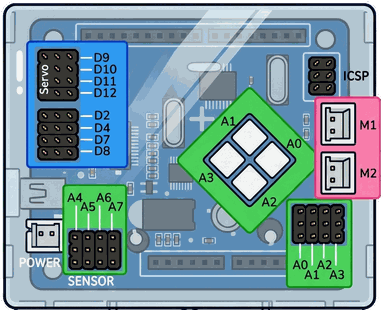 Servo
D9
D10
D11
D12
D2
D4
D7
D8
ICSP
M1
M2
A1
A0
A3
A2
A4 A6
A5 A7
POWER
SENSOR
A0 A2
A1 A3